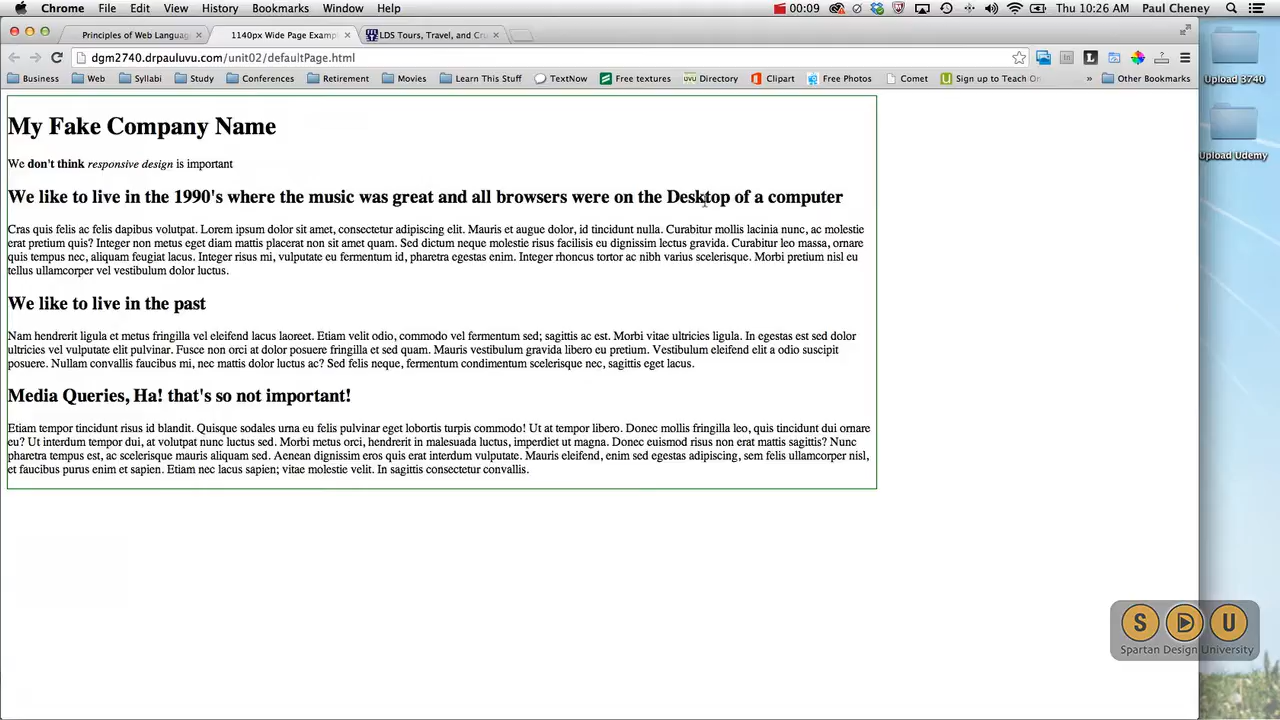 Chrome File Edit View History Bookmarks Window Help 00:09 Thu 10:26 AM Paul Cheney
Principles of Web Languag × 1140px Wide Page Exampl × LDS Tours, Travel, and Cru ×
dgm2740.drpauluvu.com/unit02/defaultPage.html
Business Web Syllabi Study Conferences Retirement Movies Learn This Stuff TextNow Free textures Directory Clipart Free Photos Comet Sign up to Teach On » Other Bookmarks
Upload 3740
Upload Udemy
My Fake Company Name
We don't think responsive design is important
We like to live in the 1990's where the music was great and all browsers were on the Desktop of a computer
Cras quis felis ac felis dapibus volutpat. Lorem ipsum dolor sit amet, consectetur adipiscing elit. Mauris et augue dolor, id tincidunt nulla. Curabitur mollis lacinia nunc, ac molestie
erat pretium quis? Integer non metus eget diam mattis placerat non sit amet quam. Sed dictum neque molestie risus facilisis eu dignissim lectus gravida. Curabitur leo massa, ornare
quis tempus nec, aliquam feugiat lacus. Integer risus mi, vulputate eu fermentum id, pharetra egestas enim. Integer rhoncus tortor ac nibh varius scelerisque. Morbi pretium nisl eu
tellus ullamcorper vel vestibulum dolor luctus.
We like to live in the past
Nam hendrerit ligula et metus fringilla vel eleifend lacus laoreet. Etiam velit odio, commodo vel fermentum sed; sagittis ac est. Morbi vitae ultricies ligula. In egestas est sed dolor
ultricies vel vulputate elit pulvinar. Fusce non orci at dolor posuere fringilla et sed quam. Mauris vestibulum gravida libero eu pretium. Vestibulum eleifend elit a odio suscipit
posuere. Nullam convallis faucibus mi, nec mattis dolor luctus ac? Sed felis neque, fermentum condimentum scelerisque nec, sagittis eget lacus.
Media Queries, Ha! that's so not important!
Etiam tempor tincidunt risus id blandit. Quisque sodales urna eu felis pulvinar eget lobortis turpis commodo! Ut at tempor libero. Donec mollis fringilla leo, quis tincidunt dui ornare
eu? Ut interdum tempor dui, at volutpat nunc luctus sed. Morbi metus orci, hendrerit in malesuada luctus, imperdiet ut magna. Donec euismod risus non erat mattis sagittis? Nunc
pharetra tempus est, ac scelerisque mauris aliquam sed. Aenean dignissim eros quis erat interdum vulputate. Mauris eleifend, enim sed egestas adipiscing, sem felis ullamcorper nisl,
et faucibus purus enim et sapien. Etiam nec lacus sapien; vitae molestie velit. In sagittis consectetur convallis.
S D U
Spartan Design University